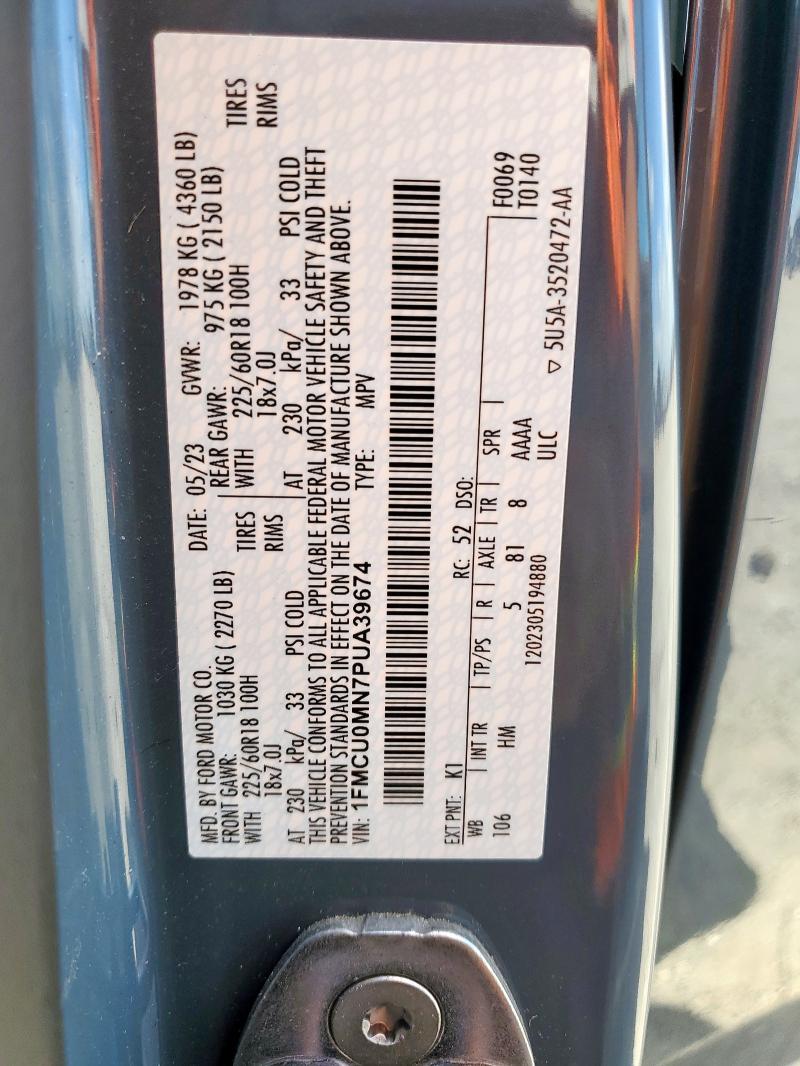 MFD. BY FORD MOTOR CO. DATE: 05/23 GVWR: 1978 KG ( 4360 LB)
FRONT GAWR: 1030 KG ( 2270 LB) REAR GAWR: 975 KG ( 2150 LB)
WITH 225/60R18 100H TIRES WITH 225/60R18 100H TIRES
18x7.0J RIMS 18x7.0J RIMS
AT 230 kPa/ 33 PSI COLD AT 230 kPa/ 33 PSI COLD
THIS VEHICLE CONFORMS TO ALL APPLICABLE FEDERAL MOTOR VEHICLE SAFETY AND THEFT
PREVENTION STANDARDS IN EFFECT ON THE DATE OF MANUFACTURE SHOWN ABOVE.
VIN: 1FMCU0MN7PUA39674 TYPE: MPV
EXT PNT: K1 RC: 52 DSO: F0069
WB INT TR TP/PS R AXLE TR SPR T0140
106 HM 5 81 8 AAAA
ULC
1202305194880 ▽ 5U5A-3520472-AA